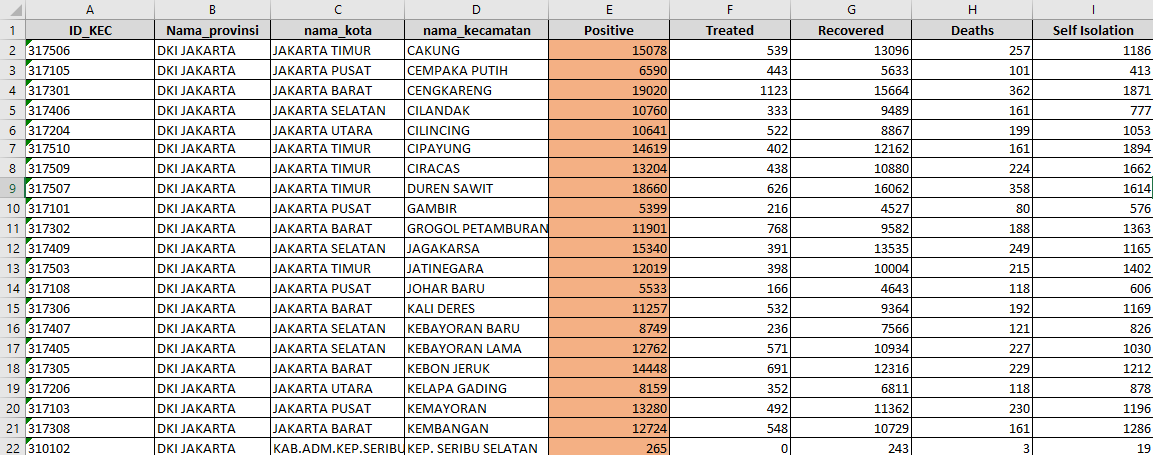 A B C D E F G H I
1 ID_KEC Nama_provinsi nama_kota nama_kecamatan Positive Treated Recovered Deaths Self Isolation
2 317506 DKI JAKARTA JAKARTA TIMUR CAKUNG 15078 539 13096 257 1186
3 317105 DKI JAKARTA JAKARTA PUSAT CEMPAKA PUTIH 6590 443 5633 101 413
4 317301 DKI JAKARTA JAKARTA BARAT CENGKARENG 19020 1123 15664 362 1871
5 317406 DKI JAKARTA JAKARTA SELATAN CILANDAK 10760 333 9489 161 777
6 317204 DKI JAKARTA JAKARTA UTARA CILINCING 10641 522 8867 199 1053
7 317510 DKI JAKARTA JAKARTA TIMUR CIPAYUNG 14619 402 12162 161 1894
8 317509 DKI JAKARTA JAKARTA TIMUR CIRACAS 13204 438 10880 224 1662
9 317507 DKI JAKARTA JAKARTA TIMUR DUREN SAWIT 18660 626 16062 358 1614
10 317101 DKI JAKARTA JAKARTA PUSAT GAMBIR 5399 216 4527 80 576
11 317302 DKI JAKARTA JAKARTA BARAT GROGOL PETAMBURAN 11901 768 9582 188 1363
12 317409 DKI JAKARTA JAKARTA SELATAN JAGAKARSA 15340 391 13535 249 1165
13 317503 DKI JAKARTA JAKARTA TIMUR JATINEGARA 12019 398 10004 215 1402
14 317108 DKI JAKARTA JAKARTA PUSAT JOHAR BARU 5533 166 4643 118 606
15 317306 DKI JAKARTA JAKARTA BARAT KALI DERES 11257 532 9364 192 1169
16 317407 DKI JAKARTA JAKARTA SELATAN KEBAYORAN BARU 8749 236 7566 121 826
17 317405 DKI JAKARTA JAKARTA SELATAN KEBAYORAN LAMA 12762 571 10934 227 1030
18 317305 DKI JAKARTA JAKARTA BARAT KEBON JERUK 14448 691 12316 229 1212
19 317206 DKI JAKARTA JAKARTA UTARA KELAPA GADING 8159 352 6811 118 878
20 317103 DKI JAKARTA JAKARTA PUSAT KEMAYORAN 13280 492 11362 230 1196
21 317308 DKI JAKARTA JAKARTA BARAT KEMBANGAN 12724 548 10729 161 1286
22 310102 DKI JAKARTA KAB.ADM.KEP.SERIBU KEP. SERIBU SELATAN 265 0 243 3 19